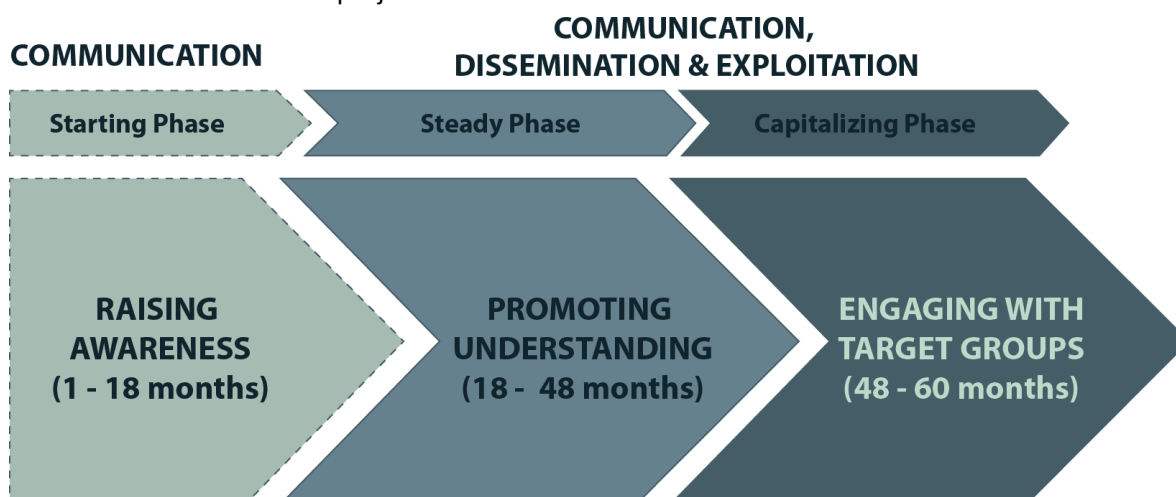 COMMUNICATION
COMMUNICATION,
DISSEMINATION & EXPLOITATION
Starting Phase
Steady Phase
Capitalizing Phase
RAISING
AWARENESS
(1 - 18 months)
PROMOTING
UNDERSTANDING
(18 - 48 months)
ENGAGING WITH
TARGET GROUPS
(48 - 60 months)